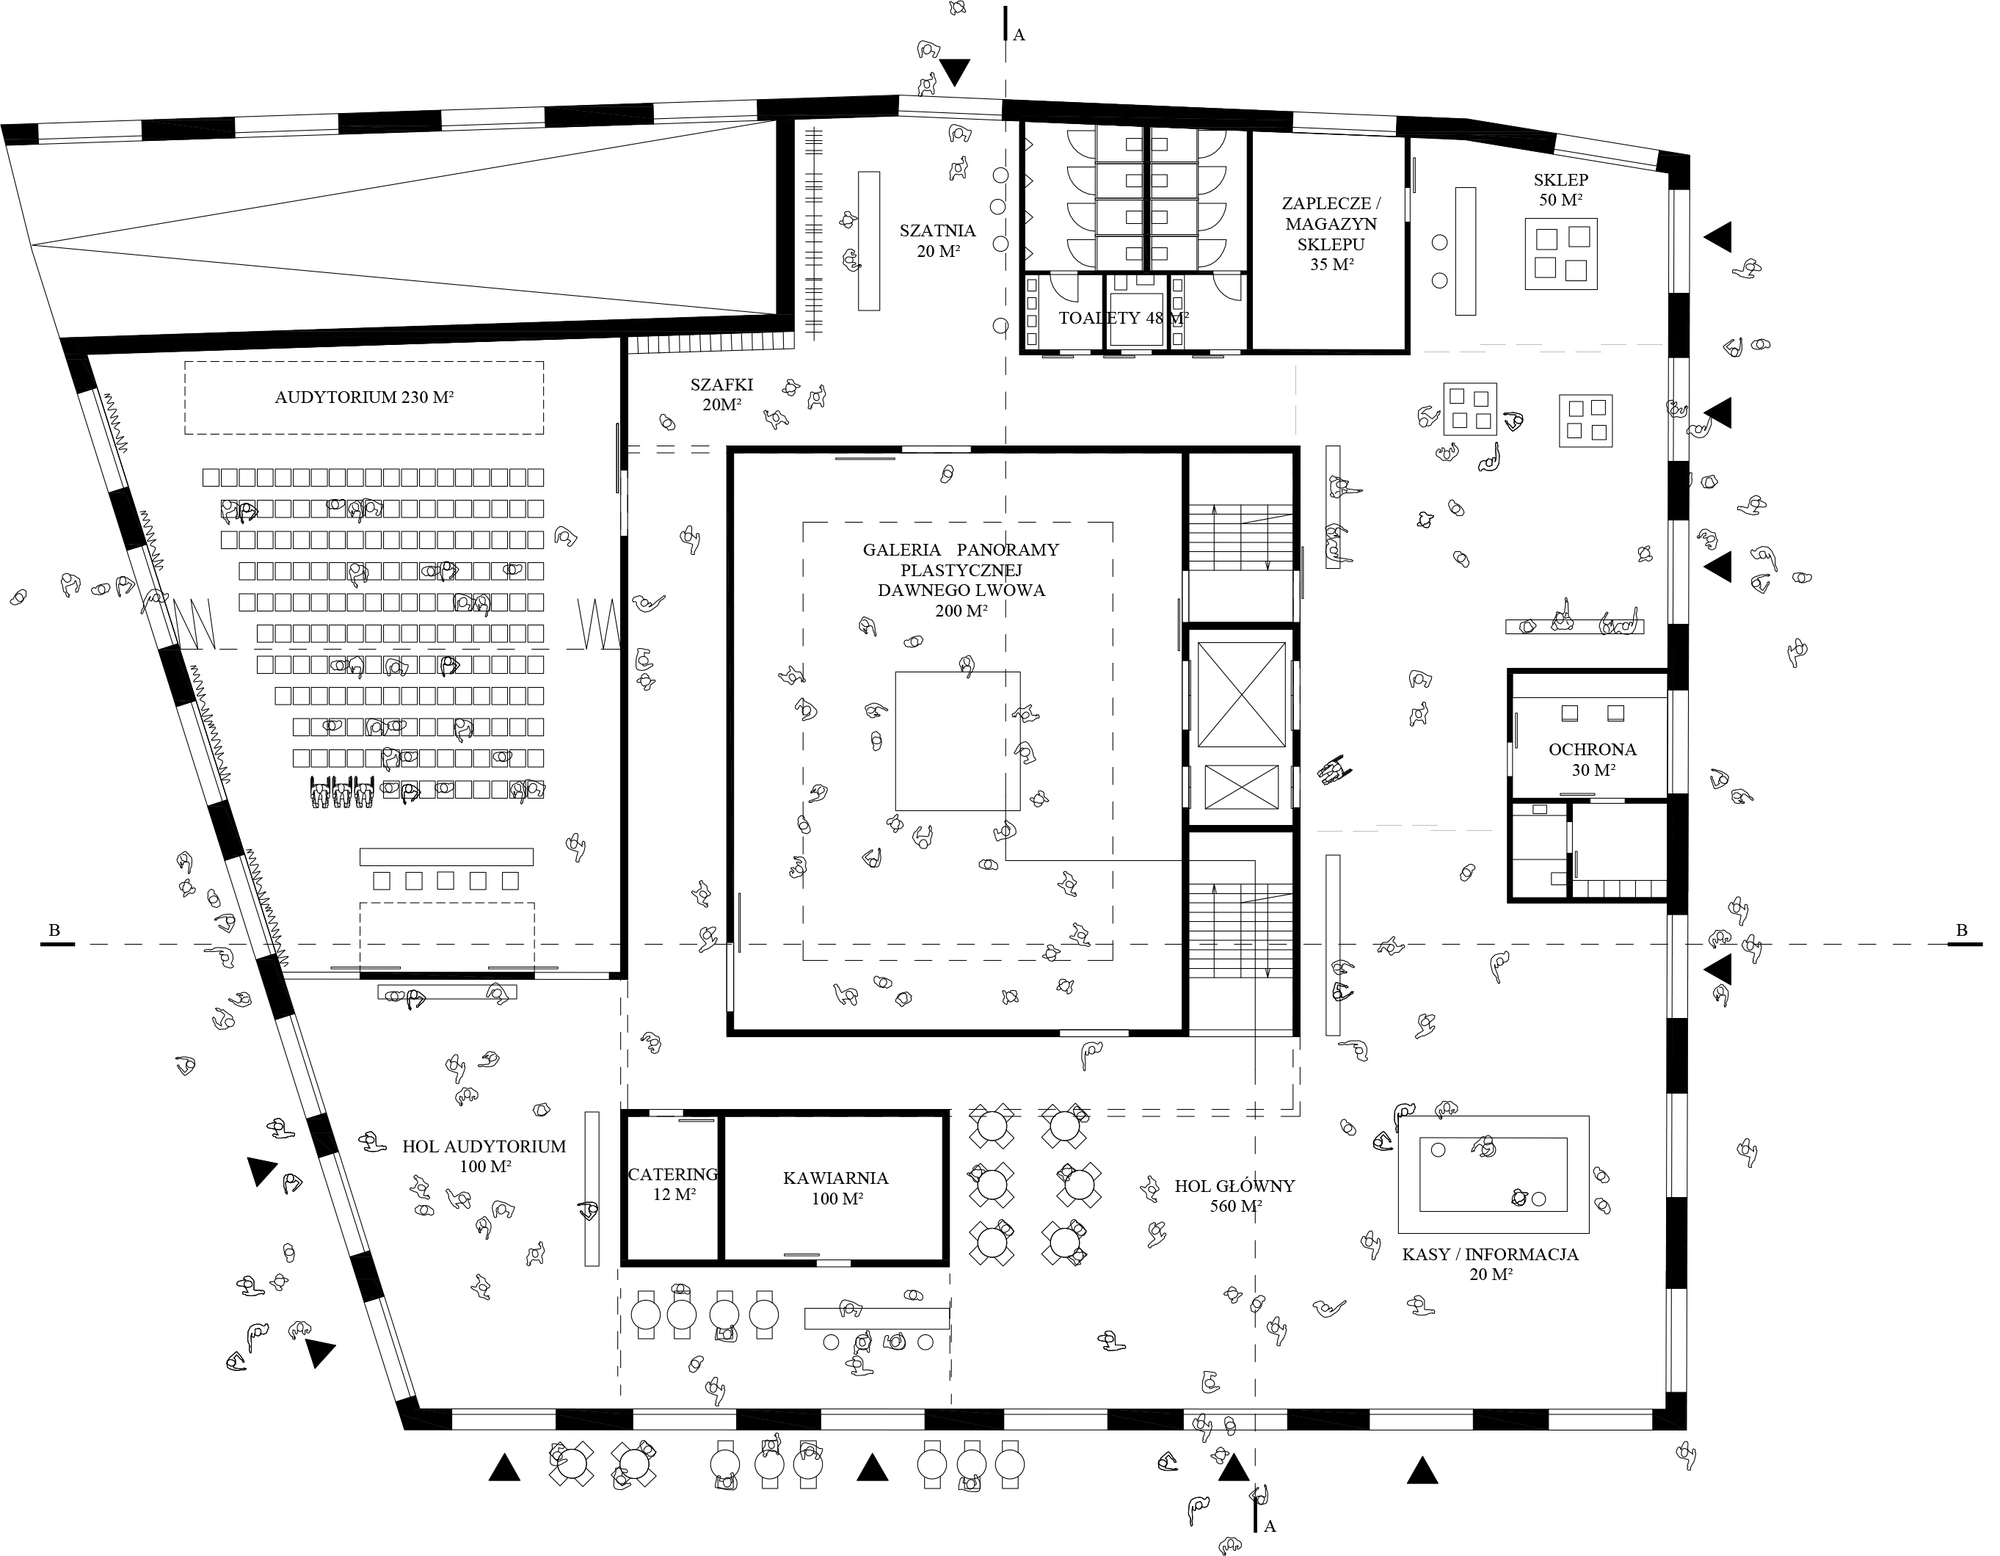 A
SKLEP
50 M²
ZAPLECZE /
MAGAZYN
SKLEPU
35 M²
SZATNIA
20 M²
TOALETY 48 M²
SZAFKI
20M²
AUDYTORIUM 230 M²
GALERIA PANORAMY
PLASTYCZNEJ
DAWNEGO LWOWA
200 M²
OCHRONA
30 M²
B
B
HOL AUDYTORIUM
100 M²
CATERING
12 M²
KAWIARNIA
100 M²
HOL GŁÓWNY
560 M²
KASY / INFORMACJA
20 M²
A